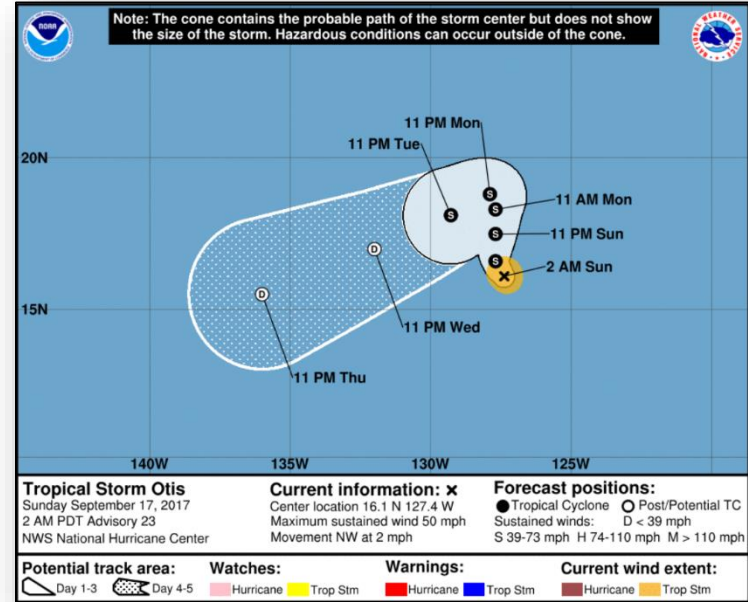 Note: The cone contains the probable path of the storm center but does not show
the size of the storm. Hazardous conditions can occur outside of the cone.
NOAA
NATIONAL WEATHER SERVICE
11 PM Mon
11 PM Tue
20N
S
11 AM Mon
S
S
11 PM Sun
S
D
S
2 AM Sun
15N
D
11 PM Wed
11 PM Thu
140W 135W 130W 125W
Tropical Storm Otis
Sunday September 17, 2017
2 AM PDT Advisory 23
NWS National Hurricane Center
Current information: ×
Center location 16.1 N 127.4 W
Maximum sustained wind 50 mph
Movement NW at 2 mph
Forecast positions:
Tropical Cyclone Post/Potential TC
Sustained winds: D < 39 mph
S 39-73 mph H 74-110 mph M > 110 mph
Potential track area:
Day 1-3 Day 4-5
Watches:
Hurricane Trop Stm
Warnings:
Hurricane Trop Stm
Current wind extent:
Hurricane Trop Stm